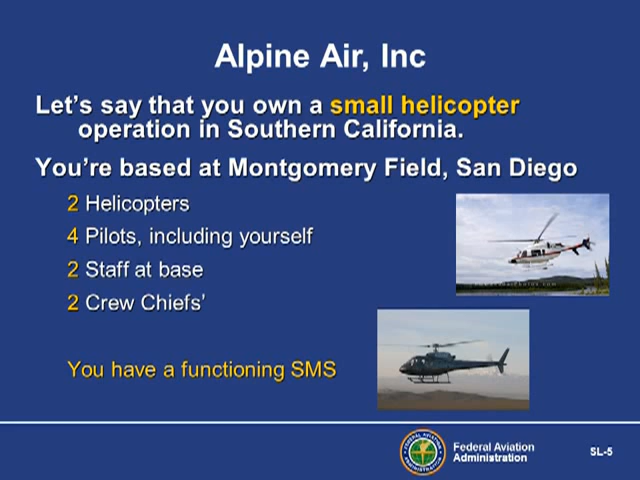 Alpine Air, Inc
Let's say that you own a small helicopter
operation in Southern California.
You're based at Montgomery Field, San Diego
2 Helicopters
4 Pilots, including yourself
2 Staff at base
2 Crew Chiefs'
You have a functioning SMS
Federal Aviation
Administration
SL-5